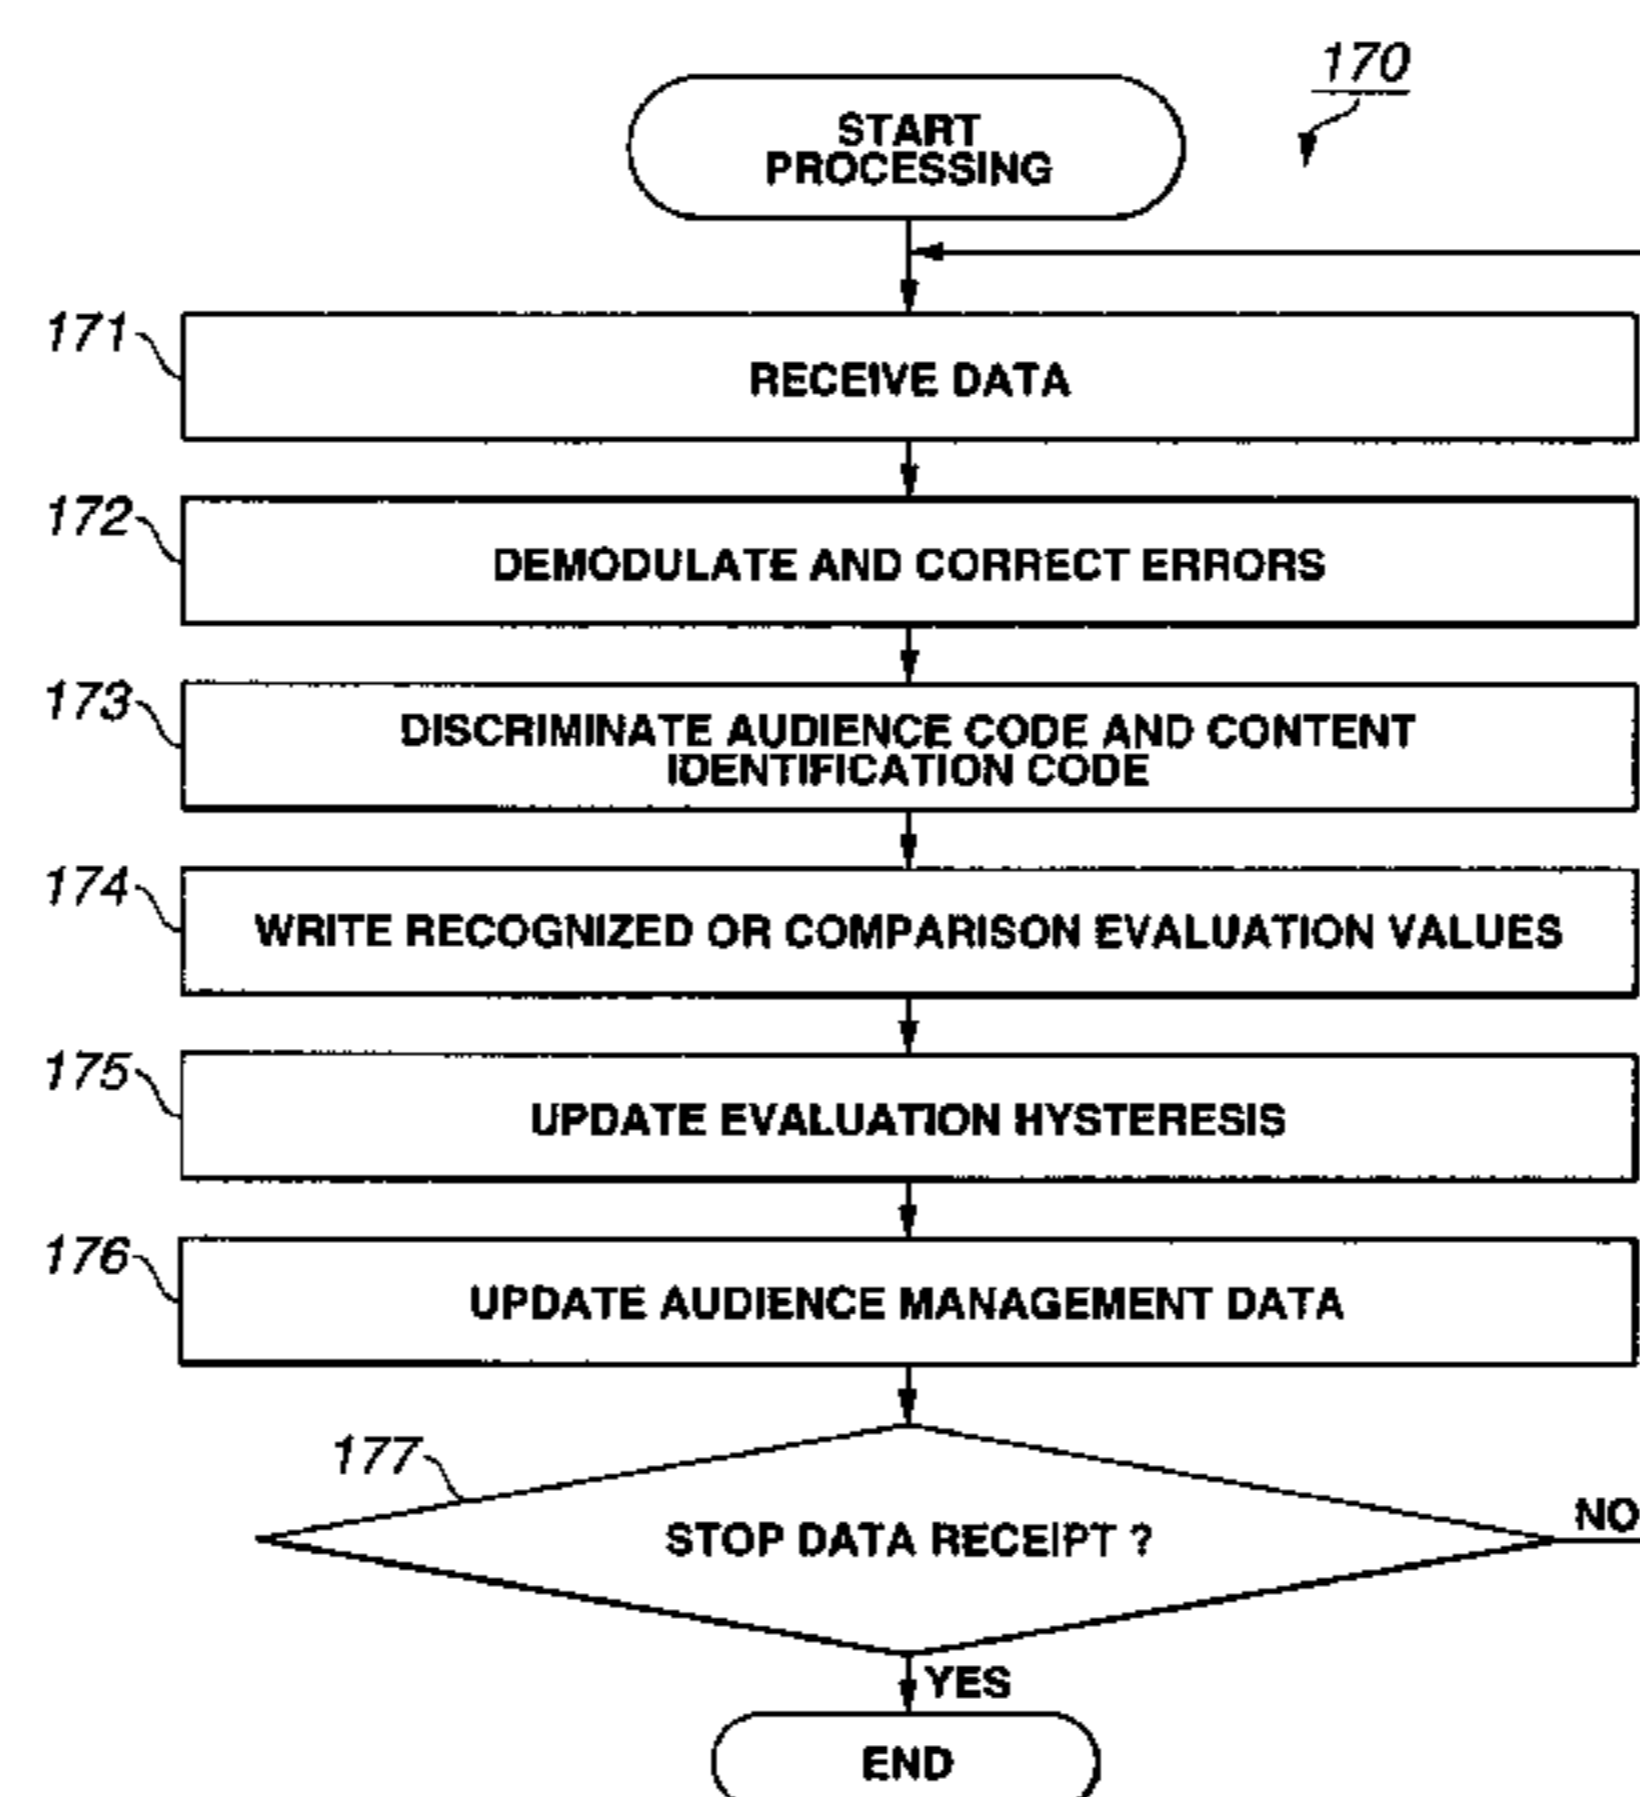 170
START
PROCESSING
171
RECEIVE DATA
172
DEMODULATE AND CORRECT ERRORS
173
DISCRIMINATE AUDIENCE CODE AND CONTENT
IDENTIFICATION CODE
174
WRITE RECOGNIZED OR COMPARISON EVALUATION VALUES
175
UPDATE EVALUATION HYSTERESIS
176
UPDATE AUDIENCE MANAGEMENT DATA
177
STOP DATA RECEIPT ?
NO
YES
END